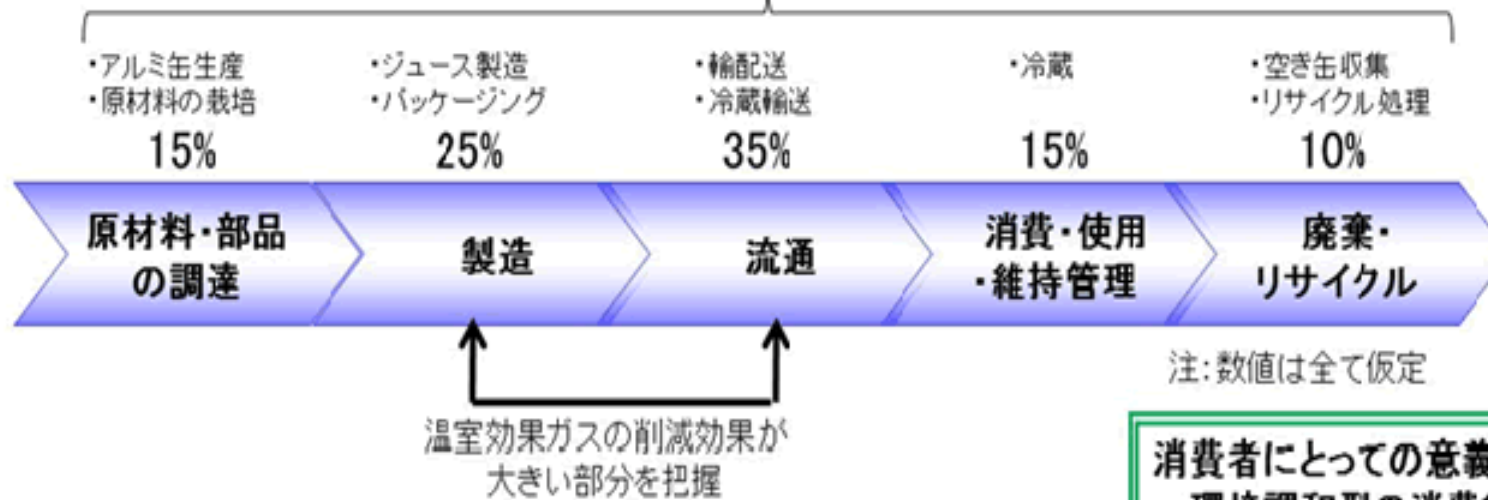 ・アルミ缶生産
・原材料の栽培
15%
・ジュース製造
・パッケージング
25%
・輸配送
・冷蔵輸送
35%
・冷蔵
15%
・空き缶収集
・リサイクル処理
10%
原材料・部品
の調達
製造
流通
消費・使用
・維持管理
廃棄・
リサイクル
注：数値は全て仮定
温室効果ガスの削減効果が
大きい部分を把握
消費者にとっての意義